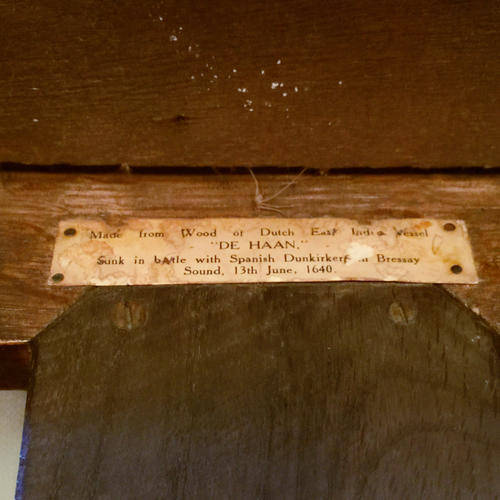 Made from Wood of Dutch East India Vessel
"DE HAAN,"
Sunk in battle with Spanish Dunkirkers in Bressay
Sound, 13th June, 1640.